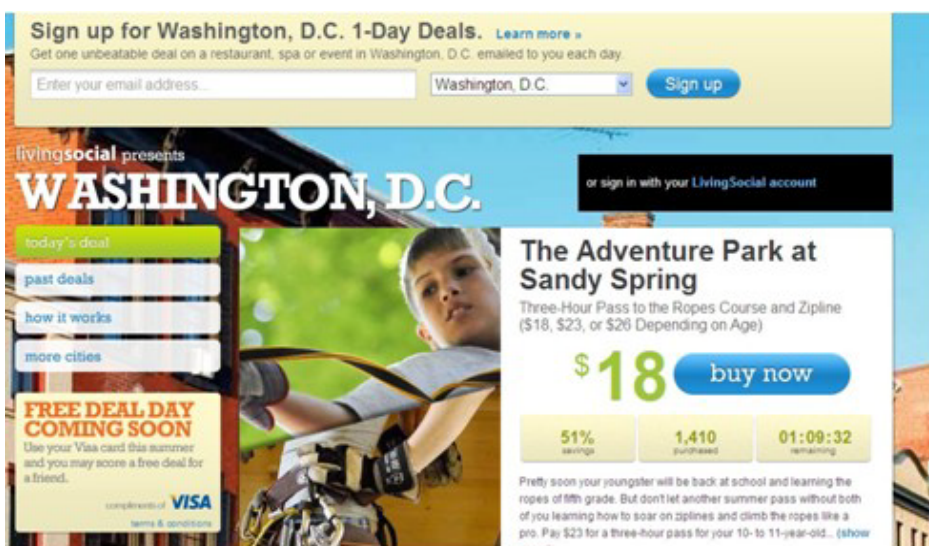 Sign up for Washington, D.C. 1-Day Deals. Learn more »
Get one unbeatable deal on a restaurant, spa or event in Washington, D.C. emailed to you each day.
Enter your email address...
Washington, D.C.
Sign up
livingsocial presents
WASHINGTON, D.C.
or sign in with your LivingSocial account
today's deal
past deals
how it works
more cities
FREE DEAL DAY
COMING SOON
Use your Visa card this summer
and you may score a free deal for
a friend.
compliments of VISA
terms & conditions
The Adventure Park at
Sandy Spring
Three-Hour Pass to the Ropes Course and Zipline
($18, $23, or $26 Depending on Age)
$18
buy now
51%
savings
1,410
purchased
01:09:32
remaining
Pretty soon your youngster will be back at school and learning the
ropes of fifth grade. But don't let another summer pass without both
of you learning how to soar on ziplines and climb the ropes like a
pro. Pay $23 for a three-hour pass for your 10- to 11-year-old... (show